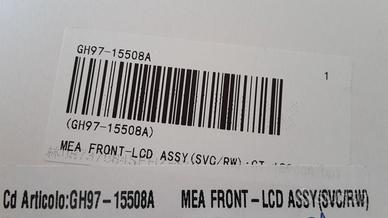 GH97-15508A
1
(GH97-15508A)
MEA FRONT-LCD ASSY(SVC/RW);GT
Cd Articolo:GH97-15508A MEA FRONT-LCD ASSY(SVC/RW)